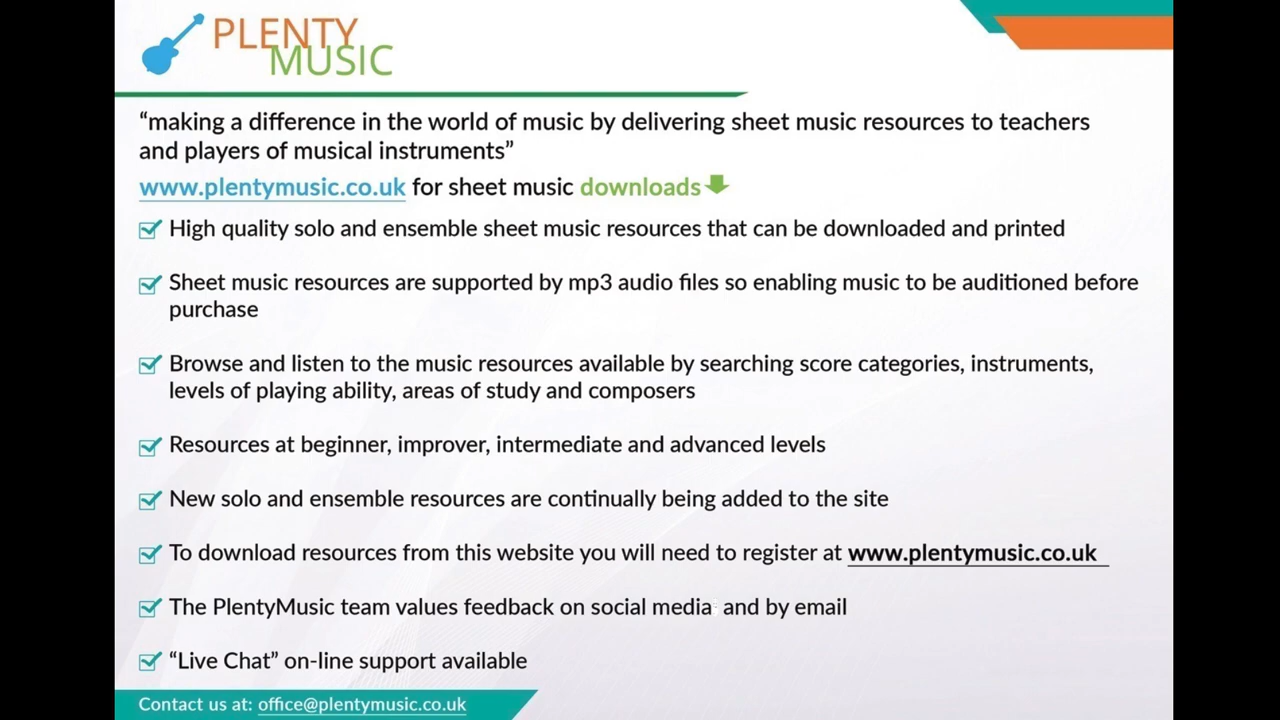 PLENTY
MUSIC
“making a difference in the world of music by delivering sheet music resources to teachers
and players of musical instruments”
www.plentymusic.co.uk for sheet music downloads
High quality solo and ensemble sheet music resources that can be downloaded and printed
Sheet music resources are supported by mp3 audio files so enabling music to be auditioned before
purchase
Browse and listen to the music resources available by searching score categories, instruments,
levels of playing ability, areas of study and composers
Resources at beginner, improver, intermediate and advanced levels
New solo and ensemble resources are continually being added to the site
To download resources from this website you will need to register at www.plentymusic.co.uk
The PlentyMusic team values feedback on social media and by email
“Live Chat” on-line support available
Contact us at: office@plentymusic.co.uk